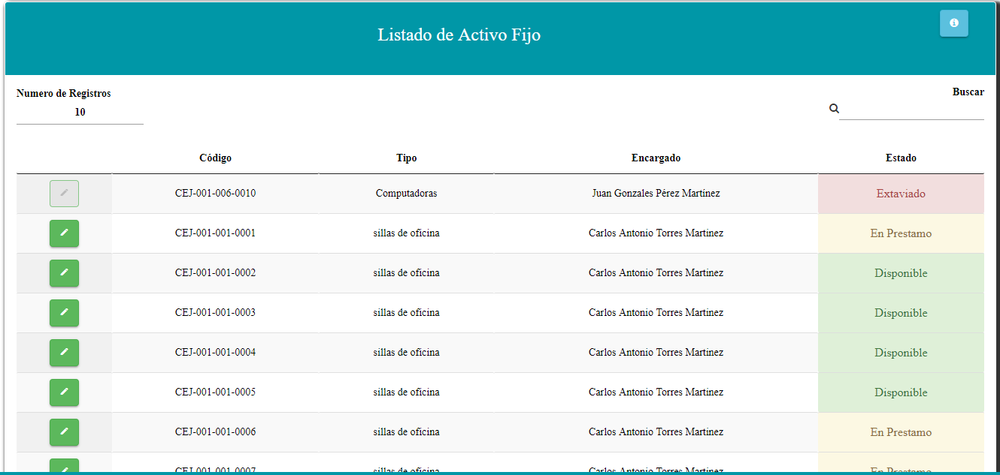 Listado de Activo Fijo
Numero de Registros
Buscar
10
Código Tipo Encargado Estado
CEJ-001-006-0010 Computadoras Juan Gonzales Pérez Martínez Extaviado
CEJ-001-001-0001 sillas de oficina Carlos Antonio Torres Martinez En Prestamo
CEJ-001-001-0002 sillas de oficina Carlos Antonio Torres Martinez Disponible
CEJ-001-001-0003 sillas de oficina Carlos Antonio Torres Martinez Disponible
CEJ-001-001-0004 sillas de oficina Carlos Antonio Torres Martinez Disponible
CEJ-001-001-0005 sillas de oficina Carlos Antonio Torres Martinez Disponible
CEJ-001-001-0006 sillas de oficina Carlos Antonio Torres Martinez En Prestamo
CEJ-001-001-0007 sillas de oficina Carlos Antonio Torres Martinez En Prestamo